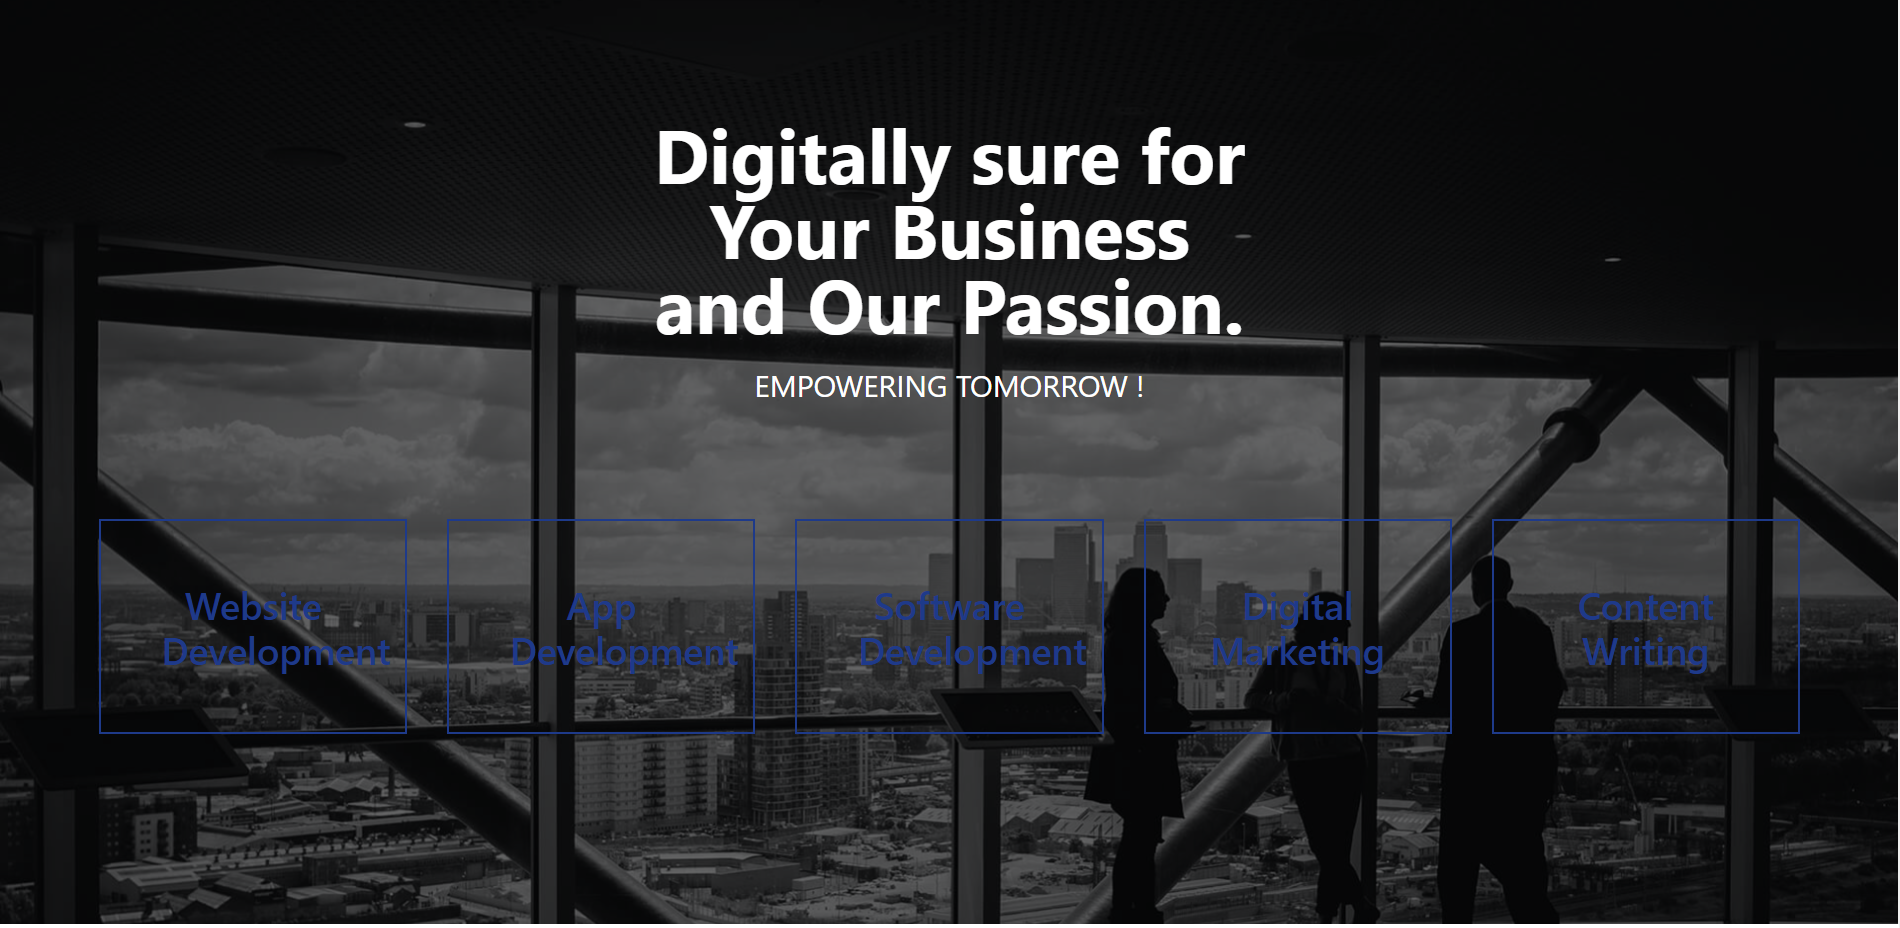 Digitally sure for
Your Business
and Our Passion.
EMPOWERING TOMORROW !
Website
Development
App
Development
Software
Development
Digital
Marketing
Content
Writing